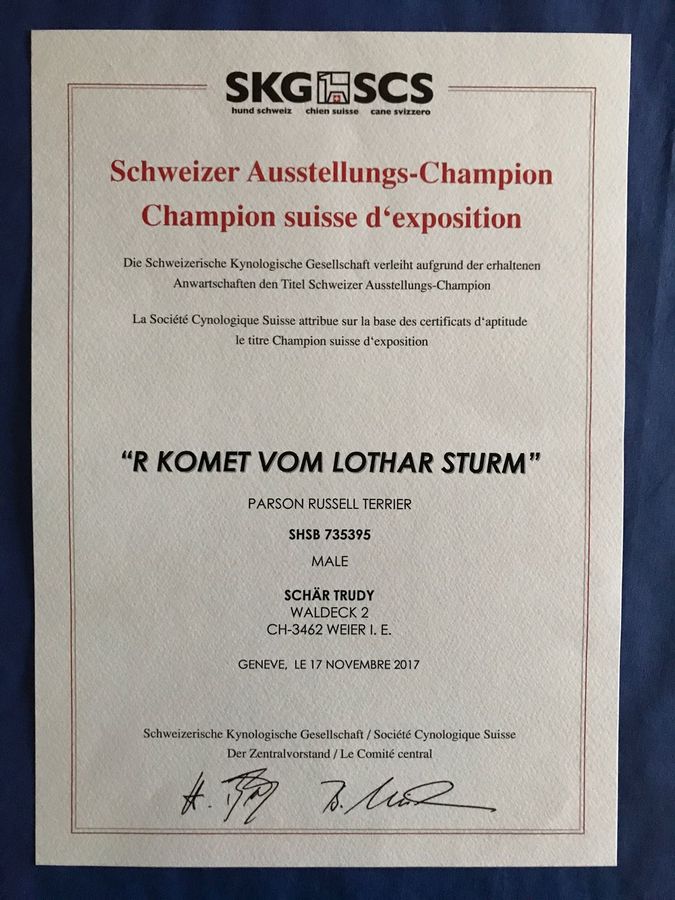 SKG SCS
hund schweiz chien suisse cane svizzero
Schweizer Ausstellungs-Champion
Champion suisse d‘exposition
Die Schweizerische Kynologische Gesellschaft verleiht aufgrund der erhaltenen
Anwartschaften den Titel Schweizer Ausstellungs-Champion
La Société Cynologique Suisse attribue sur la base des certificats d‘aptitude
le titre Champion suisse d‘exposition
“R KOMET VOM LOTHAR STURM”
PARSON RUSSELL TERRIER
SHSB 735395
MALE
SCHÄR TRUDY
WALDECK 2
CH-3462 WEIER I. E.
GENEVE, LE 17 NOVEMBRE 2017
Schweizerische Kynologische Gesellschaft / Société Cynologique Suisse
Der Zentralvorstand / Le Comité central